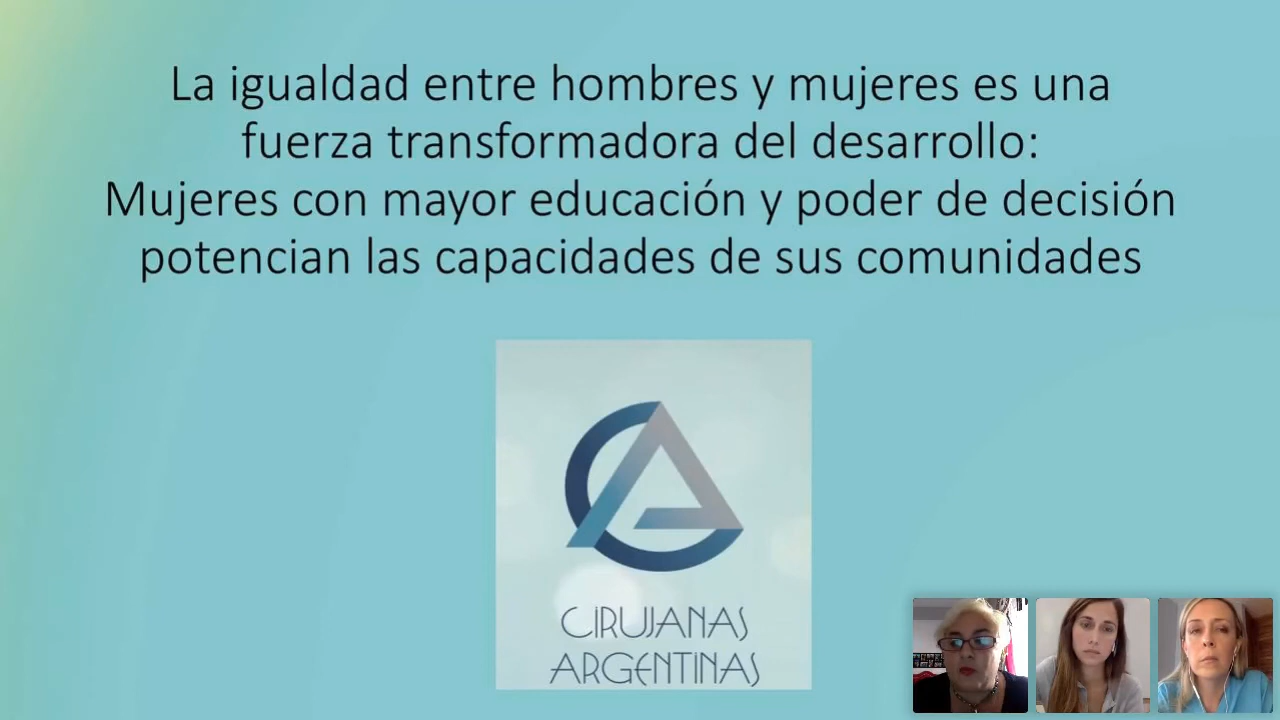 La igualdad entre hombres y mujeres es una
fuerza transformadora del desarrollo:
Mujeres con mayor educación y poder de decisión
potencian las capacidades de sus comunidades
CIRUJANAS
ARGENTINAS